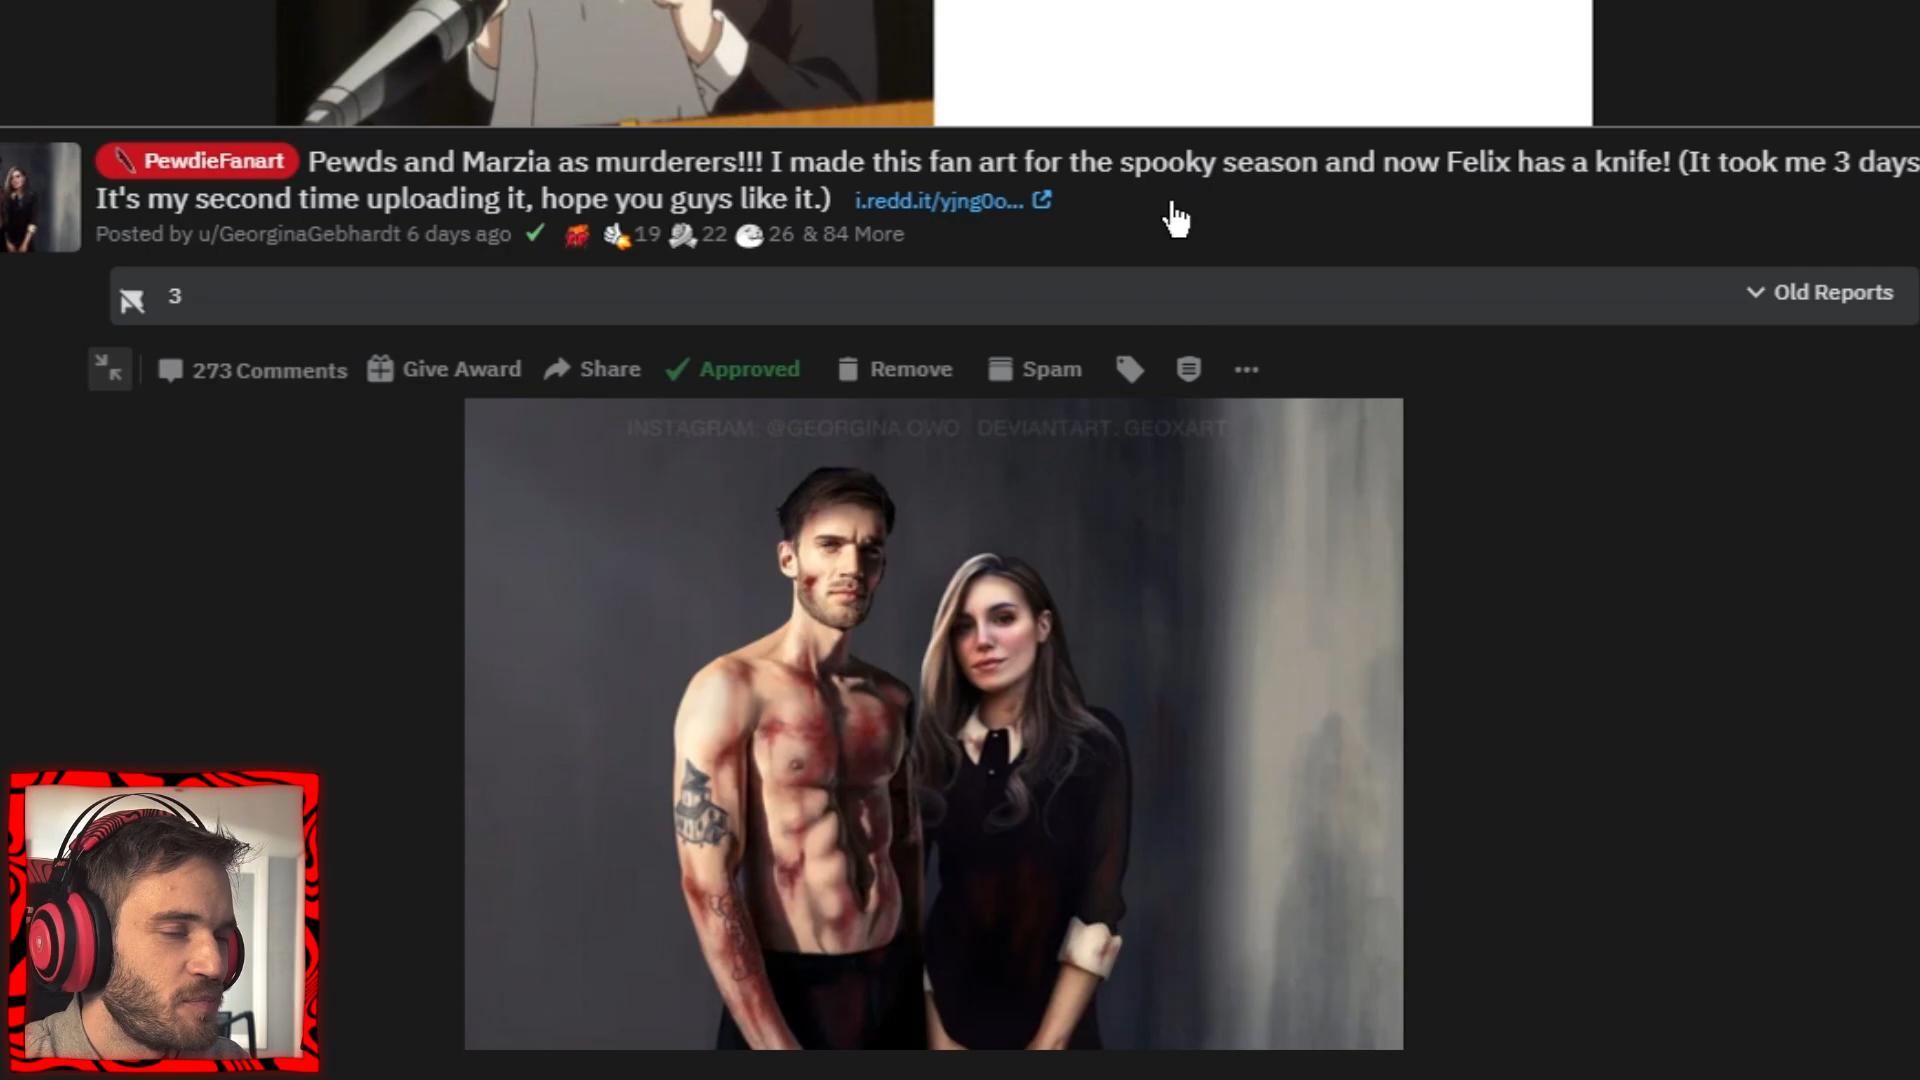 PewdieFanart Pewds and Marzia as murderers!!! I made this fan art for the spooky season and now Felix has a knife! (It took me 3 days
It's my second time uploading it, hope you guys like it.) i.redd.it/yjng0o...
Posted by u/GeorginaGebhardt 6 days ago 19 22 26 & 84 More
3 Old Reports
273 Comments Give Award Share Approved Remove Spam
INSTAGRAM: @GEORGINA.OWO DEVIANTART: GEOXART